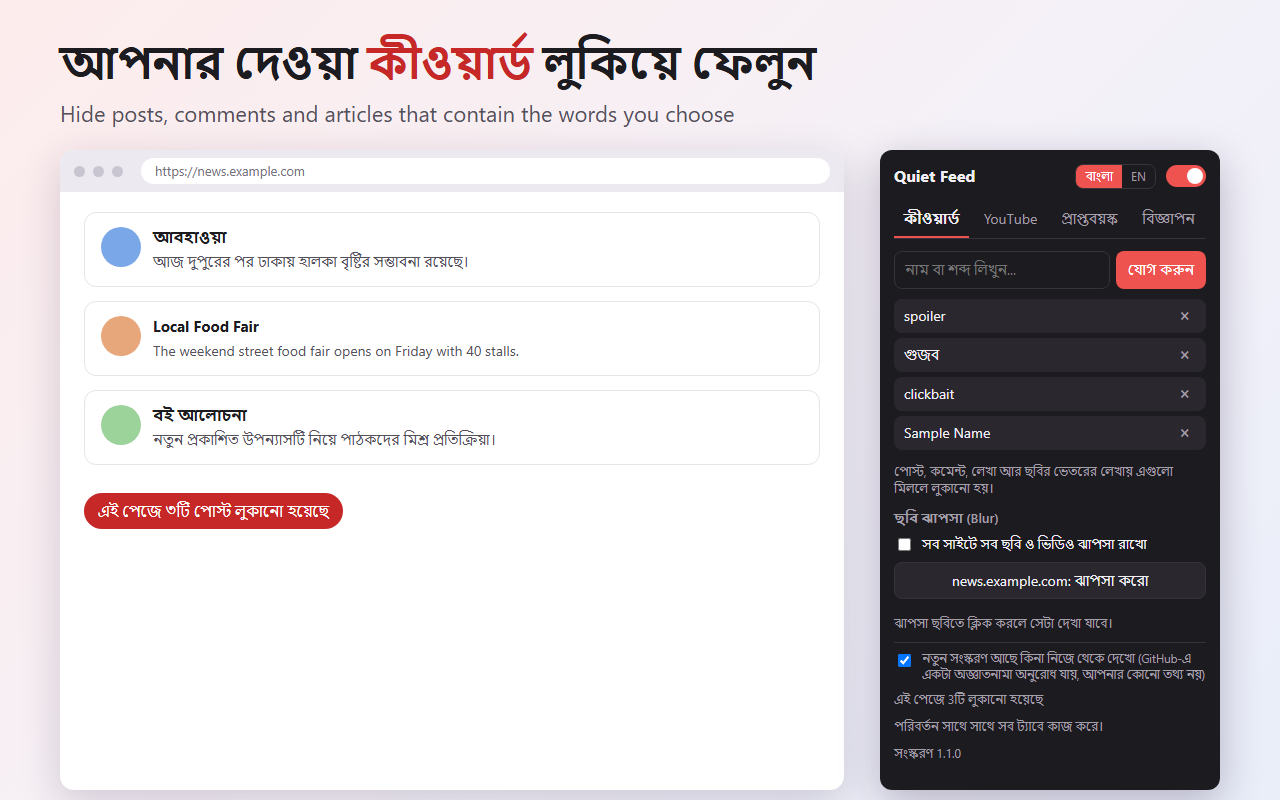 আপনার দেওয়া কীওয়ার্ড লুকিয়ে ফেলুন
Hide posts, comments and articles that contain the words you choose
https://news.example.com
আবহাওয়া
আজ দুপুরের পর ঢাকায় হালকা বৃষ্টির সম্ভাবনা রয়েছে।
Local Food Fair
The weekend street food fair opens on Friday with 40 stalls.
বই আলোচনা
নতুন প্রকাশিত উপন্যাসটি নিয়ে পাঠকদের মিশ্র প্রতিক্রিয়া।
এই পেজে ৩টি পোস্ট লুকানো হয়েছে
Quiet Feed বাংলা EN
কীওয়ার্ড YouTube প্রাপ্তবয়স্ক বিজ্ঞাপন
নাম বা শব্দ লিখুন... যোগ করুন
spoiler ×
গুজব ×
clickbait ×
Sample Name ×
পোস্ট, কমেন্ট, লেখা আর ছবির ভেতরের লেখায় এগুলো
মিললে লুকানো হয়।
ছবি ঝাপসা (Blur)
সব সাইটে সব ছবি ও ভিডিও ঝাপসা রাখো
news.example.com: ঝাপসা করো
ঝাপসা ছবিতে ক্লিক করলে সেটা দেখা যাবে।
নতুন সংস্করণ আছে কিনা নিজে থেকে দেখো (GitHub-এ
একটা অজ্ঞাতনামা অনুরোধ যায়, আপনার কোনো তথ্য নয়)
এই পেজে 3টি লুকানো হয়েছে
পরিবর্তন সাথে সাথে সব ট্যাবে কাজ করে।
সংস্করণ 1.1.0